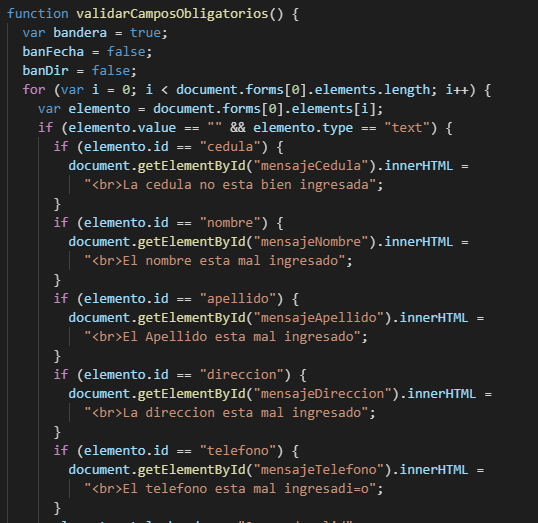 function validarCamposObligatorios() {
var bandera = true;
banFecha = false;
banDir = false;
for (var i = 0; i < document.forms[0].elements.length; i++) {
var elemento = document.forms[0].elements[i];
if (elemento.value == "" && elemento.type == "text") {
if (elemento.id == "cedula") {
document.getElementById("mensajeCedula").innerHTML =
"<br>La cedula no esta bien ingresada";
}
if (elemento.id == "nombre") {
document.getElementById("mensajeNombre").innerHTML =
"<br>El nombre esta mal ingresado";
}
if (elemento.id == "apellido") {
document.getElementById("mensajeApellido").innerHTML =
"<br>El Apellido esta mal ingresado";
}
if (elemento.id == "direccion") {
document.getElementById("mensajeDireccion").innerHTML =
"<br>La direccion esta mal ingresado";
}
if (elemento.id == "telefono") {
document.getElementById("mensajeTelefono").innerHTML =
"<br>El telefono esta mal ingresadi=o";
}